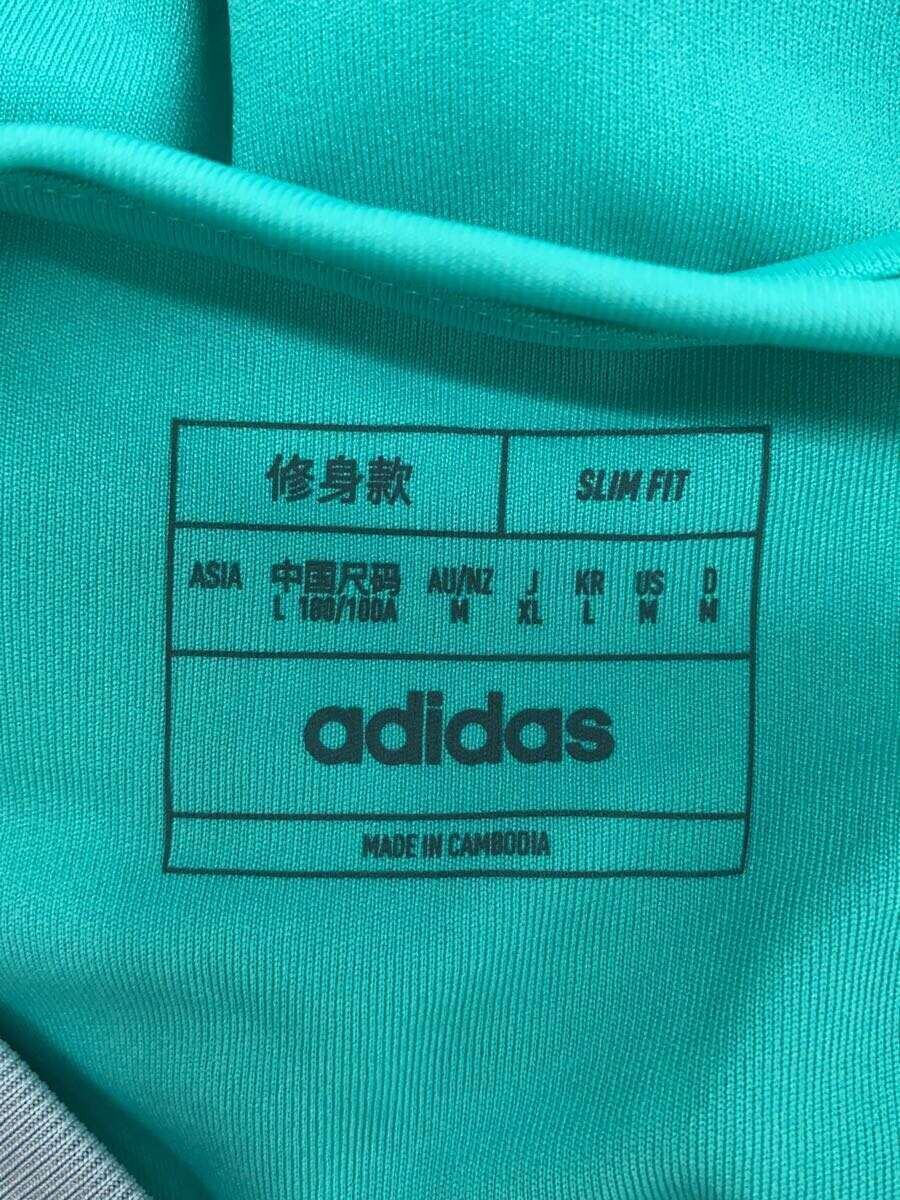 修身款 SLIM FIT
ASIA 中国尺码 AU/NZ J KR US D
L 180/100A M XL L M M
adidas
MADE IN CAMBODIA